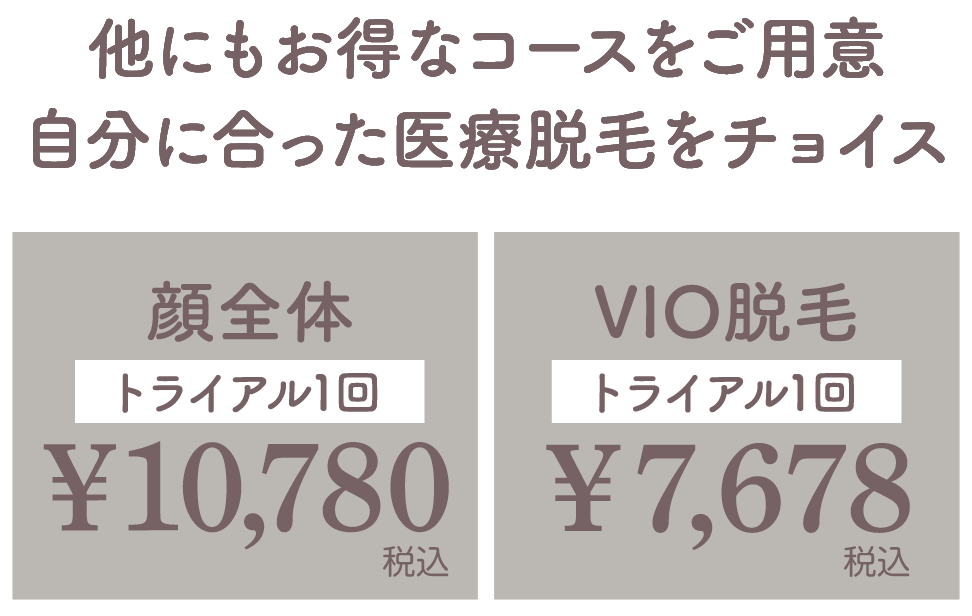 他にもお得なコースをご用意
自分に合った医療脱毛をチョイス
顔全体
トライアル1回
¥10,780
税込
VIO脱毛
トライアル1回
¥7,678
税込